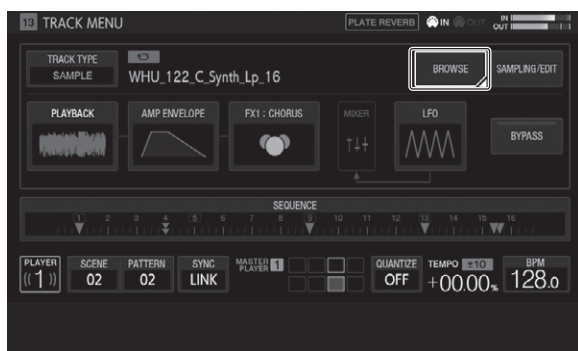 13 TRACK MENU PLATE REVERB IN OUT IN
OUT
TRACK TYPE
SAMPLE
WHU_122_C_Synth_Lp_16
BROWSE
SAMPLING/EDIT
PLAYBACK AMP ENVELOPE FX1 : CHORUS MIXER LFO
BYPASS
SEQUENCE
1 2 3 4 5 6 7 8 9 10 11 12 13 14 15 16
PLAYER SCENE PATTERN SYNC MASTER PLAYER 1 QUANTIZE TEMPO ±10 BPM
((1)) 02 02 LINK OFF +00.00% 128.0